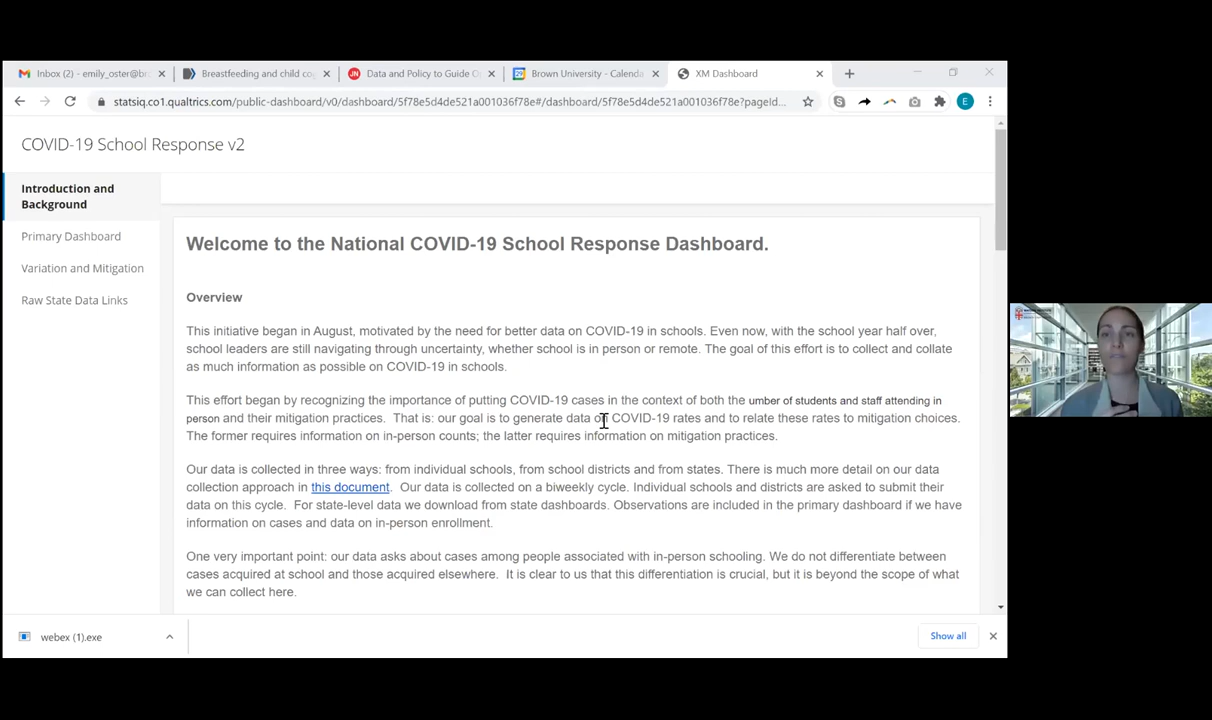 Inbox (2) - emily_oster@br
Breastfeeding and child co
Data and Policy to Guide O
Brown University - Calenda
XM Dashboard
statsiq.co1.qualtrics.com/public-dashboard/v0/dashboard/5f78e5d4de521a001036f78e#/dashboard/5f78e5d4de521a001036f78e?pageId...
E
COVID-19 School Response v2
Introduction and
Background
Primary Dashboard
Variation and Mitigation
Raw State Data Links
Welcome to the National COVID-19 School Response Dashboard.
Overview
This initiative began in August, motivated by the need for better data on COVID-19 in schools. Even now, with the school year half over,
school leaders are still navigating through uncertainty, whether school is in person or remote. The goal of this effort is to collect and collate
as much information as possible on COVID-19 in schools.
This effort began by recognizing the importance of putting COVID-19 cases in the context of both the umber of students and staff attending in
person and their mitigation practices. That is: our goal is to generate data on COVID-19 rates and to relate these rates to mitigation choices.
The former requires information on in-person counts; the latter requires information on mitigation practices.
Our data is collected in three ways: from individual schools, from school districts and from states. There is much more detail on our data
collection approach in this document. Our data is collected on a biweekly cycle. Individual schools and districts are asked to submit their
data on this cycle. For state-level data we download from state dashboards. Observations are included in the primary dashboard if we have
information on cases and data on in-person enrollment.
One very important point: our data asks about cases among people associated with in-person schooling. We do not differentiate between
cases acquired at school and those acquired elsewhere. It is clear to us that this differentiation is crucial, but it is beyond the scope of what
we can collect here.
webex (1).exe
Show all